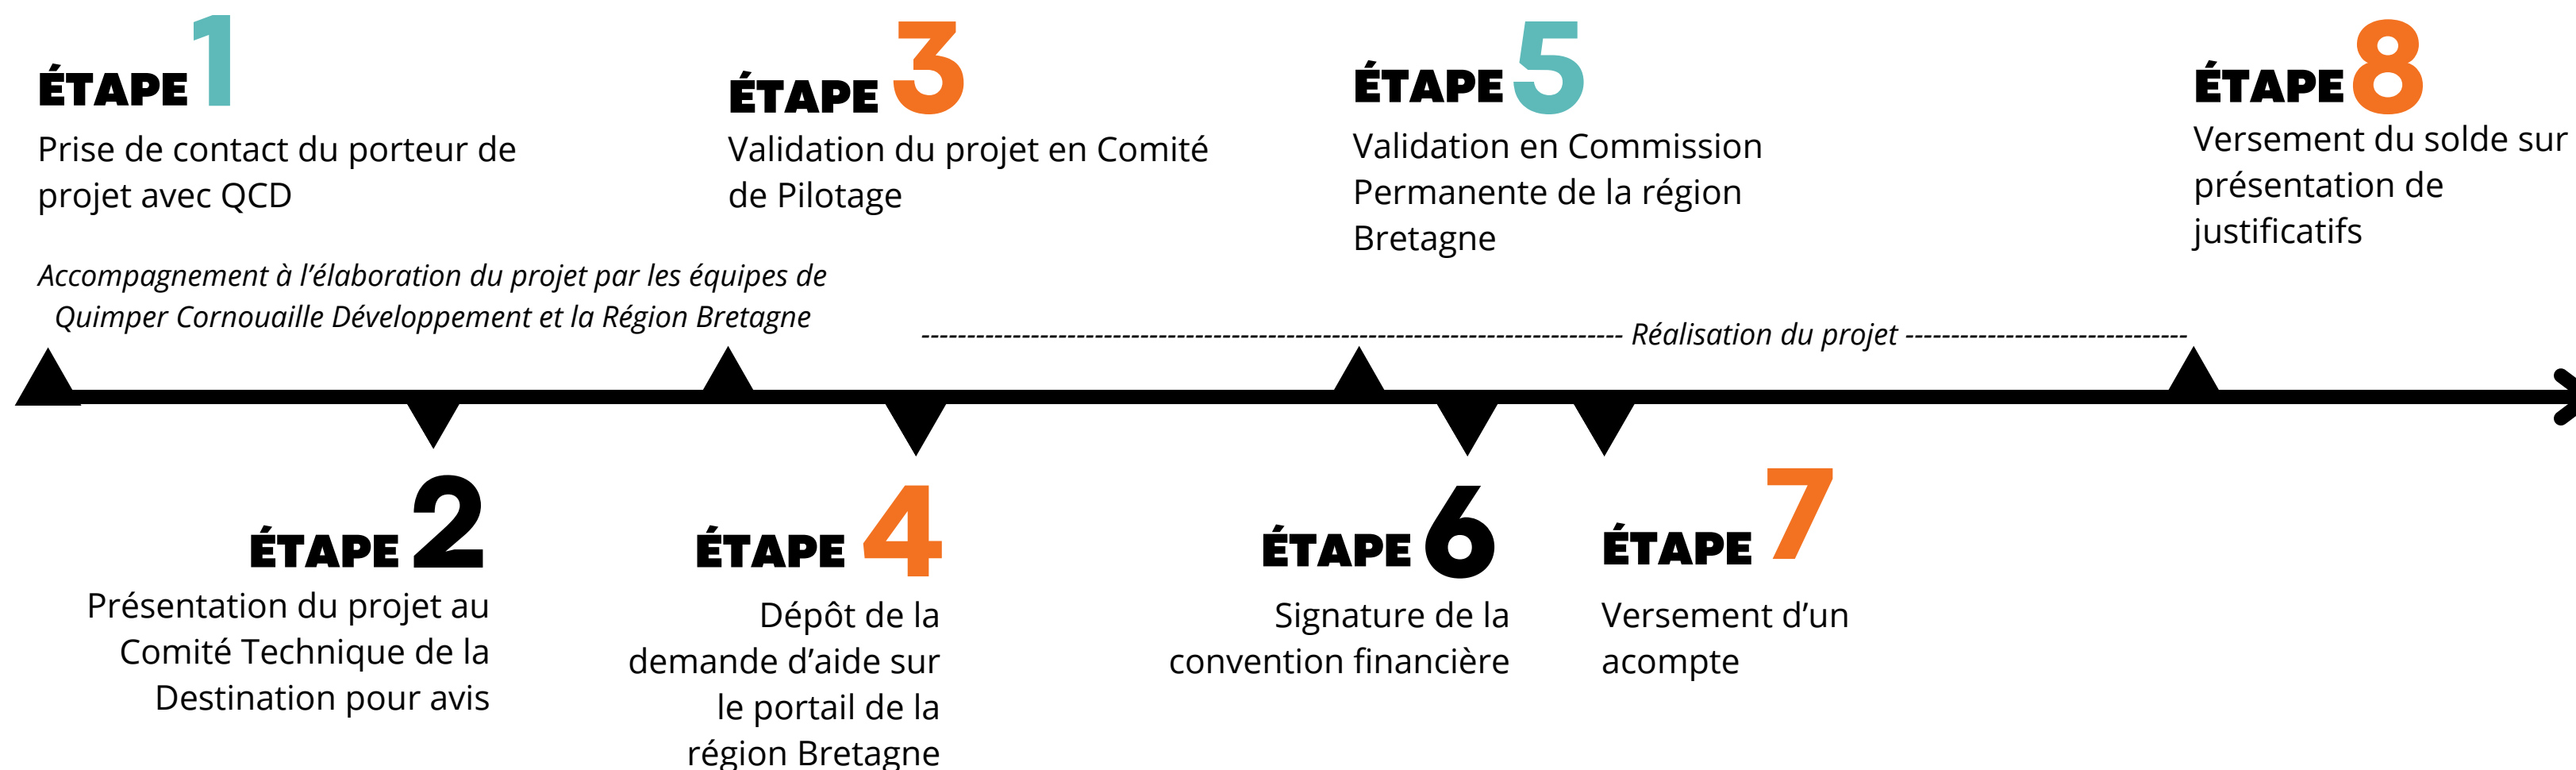 ÉTAPE 1
Prise de contact du porteur de
projet avec QCD
ÉTAPE 3
Validation du projet en Comité
de Pilotage
ÉTAPE 5
Validation en Commission
Permanente de la région
Bretagne
ÉTAPE 8
Versement du solde sur
présentation de
justificatifs
Accompagnement à l’élaboration du projet par les équipes de
Quimper Cornouaille Développement et la Région Bretagne
Réalisation du projet
ÉTAPE 2
Présentation du projet au
Comité Technique de la
Destination pour avis
ÉTAPE 4
Dépôt de la
demande d’aide sur
le portail de la
région Bretagne
ÉTAPE 6
Signature de la
convention financière
ÉTAPE 7
Versement d’un
acompte